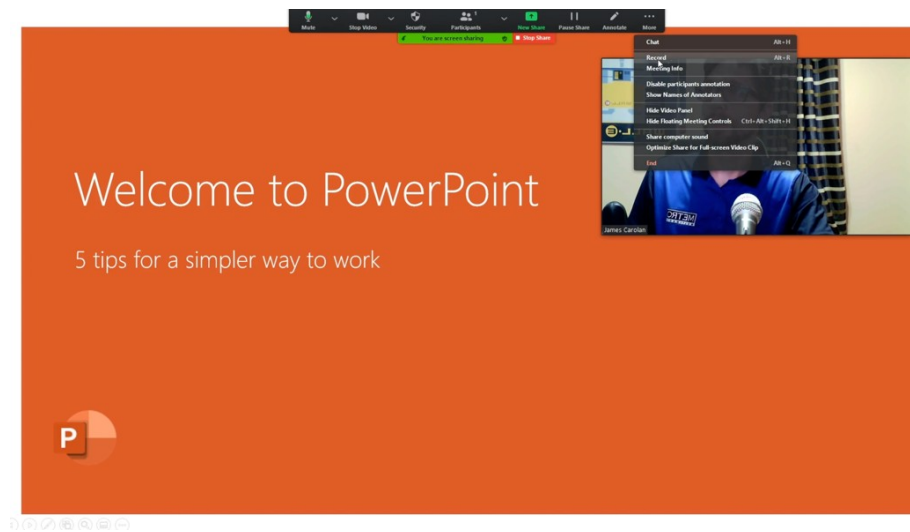 Mute Stop Video Security Participants 1 New Share Pause Share Annotate More
You are screen sharing Stop Share
Chat Alt+H
Record Alt+R
Meeting Info
Disable participants annotation
Show Names of Annotators
Hide Video Panel
Hide Floating Meeting Controls Ctrl+Alt+Shift+H
Share computer sound
Optimize Share for Full-screen Video Clip
End Alt+Q
METRC
James Carolan
Welcome to PowerPoint
5 tips for a simpler way to work
P